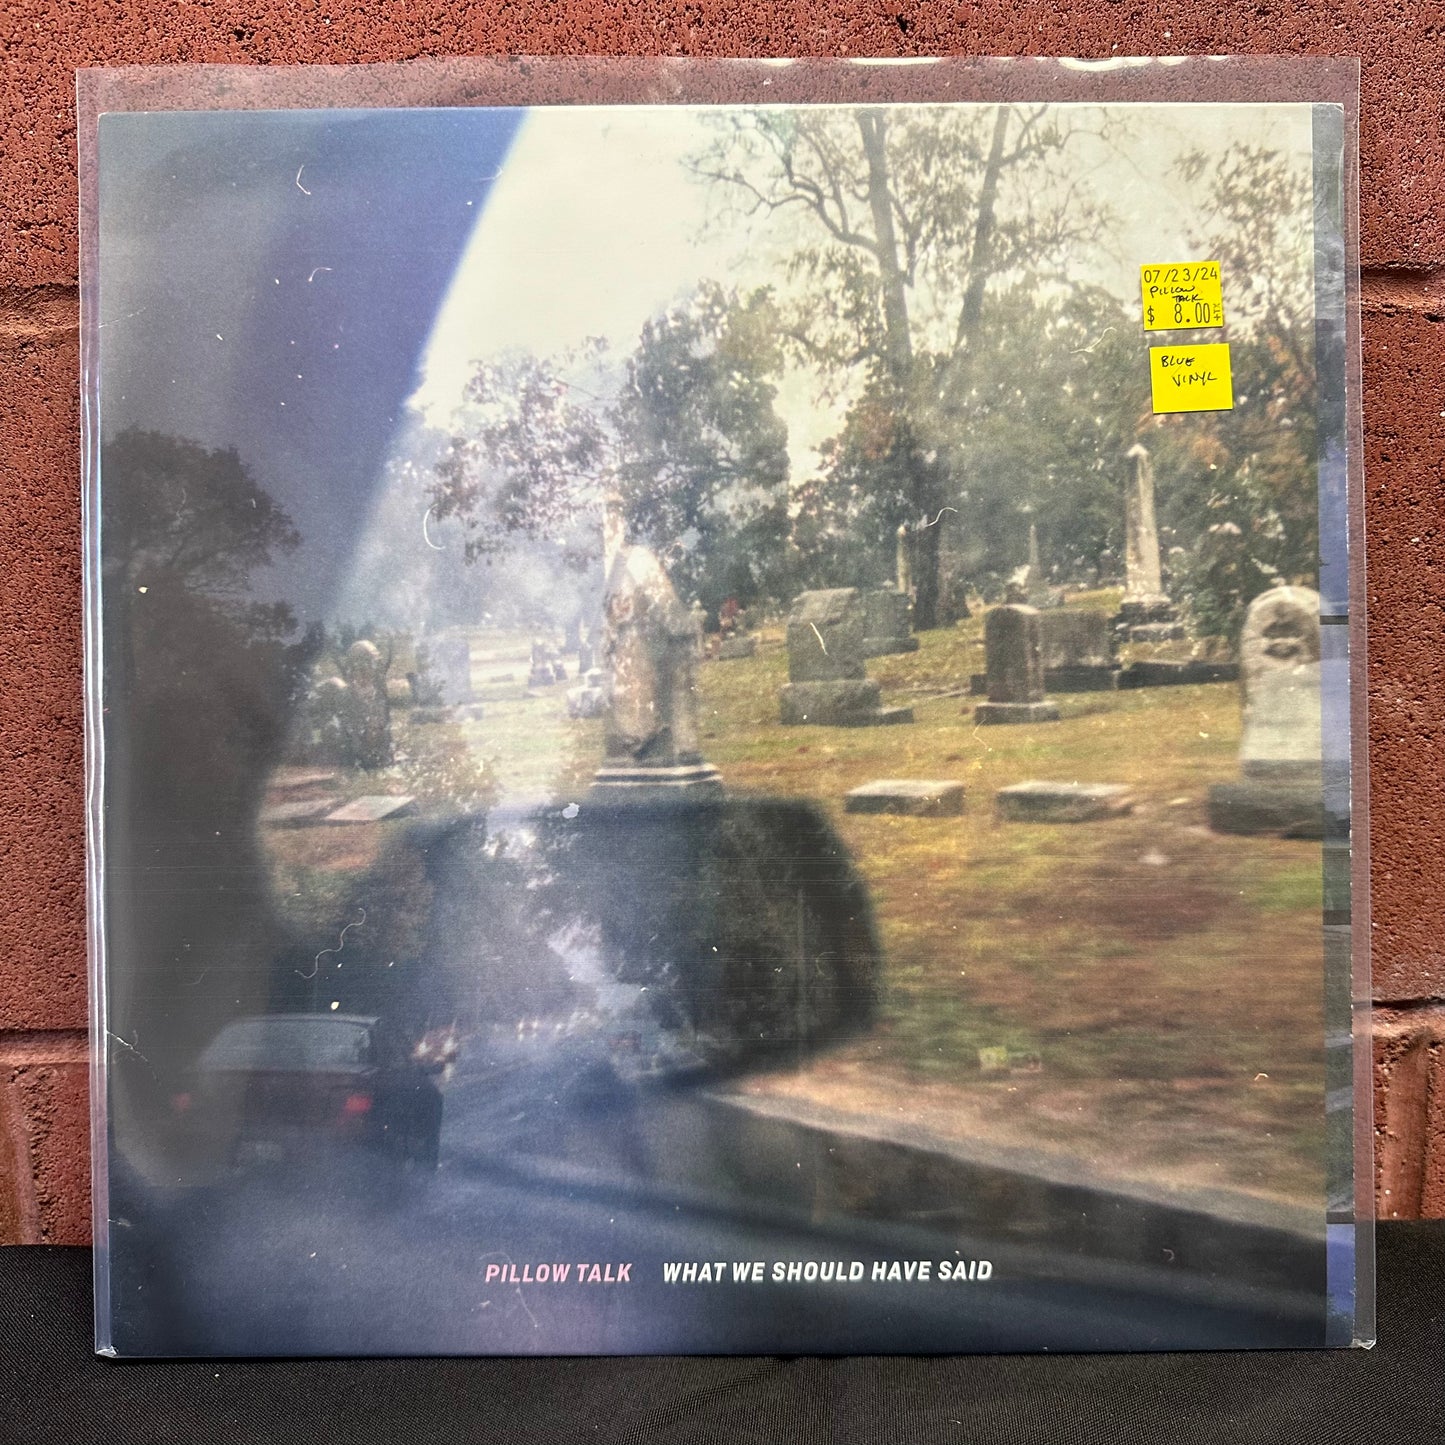 07/23/24
PILLOW
TALK
$ 8.00
BLUE
VINYL
PILLOW TALK WHAT WE SHOULD HAVE SAID